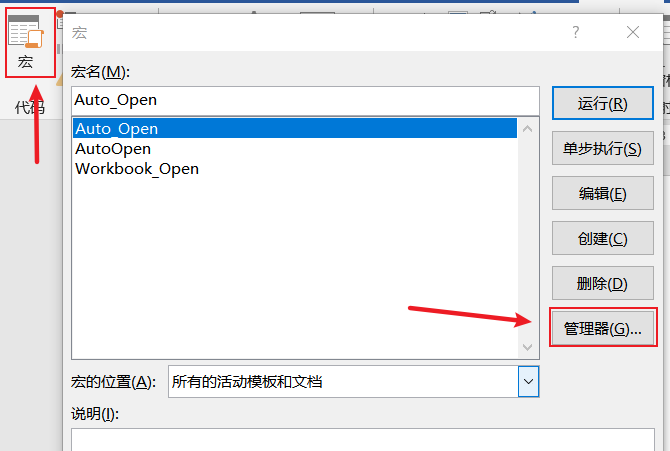 宏
?
宏
代码
宏名(M):
Auto_Open
运行(R)
Auto_Open
AutoOpen
Workbook_Open
单步执行(S)
编辑(E)
创建(C)
删除(D)
管理器(G)...
宏的位置(A):
所有的活动模板和文档
说明(I):